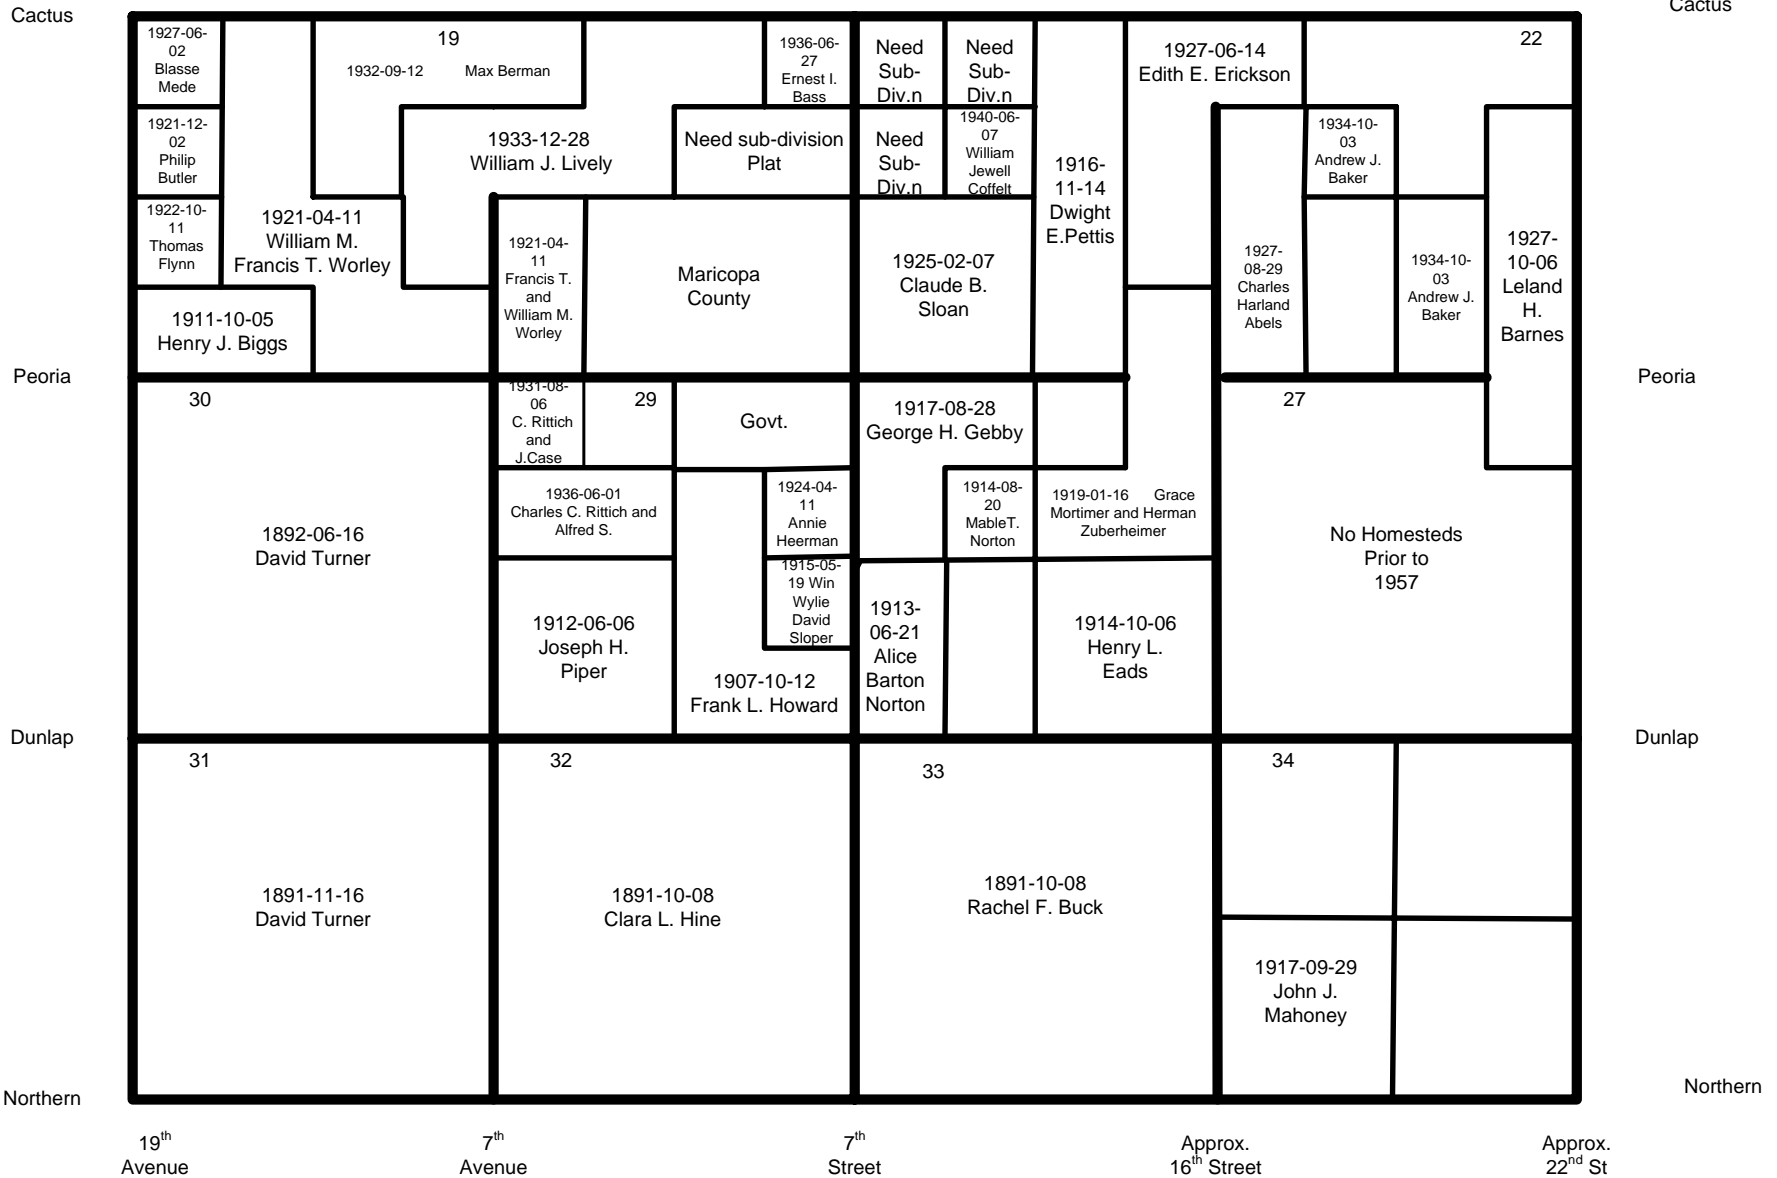 Cactus
Cactus
1927-06-
02
Blasse
Mede
19
1932-09-12 Max Berman
1936-06-
27
Ernest I.
Bass
Need
Sub-
Div.n
Need
Sub-
Div.n
1927-06-14
Edith E. Erickson
22
1921-12-
02
Philip
Butler
1933-12-28
William J. Lively
Need sub-division
Plat
Need
Sub-
Div.n
1940-06-
07
William
Jewell
Coffelt
1916-
11-14
Dwight
E.Pettis
1934-10-
03
Andrew J.
Baker
1922-10-
11
Thomas
Flynn
1921-04-11
William M.
Francis T. Worley
1921-04-
11
Francis T.
and
William M.
Worley
Maricopa
County
1925-02-07
Claude B.
Sloan
1927-
08-29
Charles
Harland
Abels
1934-10-
03
Andrew J.
Baker
1927-
10-06
Leland
H.
Barnes
1911-10-05
Henry J. Biggs
Peoria
Peoria
30
1931-08-
06
C. Rittich
and
J.Case
29
Govt.
1917-08-28
George H. Gebby
27
1892-06-16
David Turner
1936-06-01
Charles C. Rittich and
Alfred S.
1924-04-
11
Annie
Heerman
1914-08-
20
MableT.
Norton
1919-01-16 Grace
Mortimer and Herman
Zuberheimer
No Homesteds
Prior to
1957
1912-06-06
Joseph H.
Piper
1915-05-
19 Win
Wylie
David
Sloper
1907-10-12
Frank L. Howard
1913-
06-21
Alice
Barton
Norton
1914-10-06
Henry L.
Eads
Dunlap
Dunlap
31
32
33
34
1891-11-16
David Turner
1891-10-08
Clara L. Hine
1891-10-08
Rachel F. Buck
1917-09-29
John J.
Mahoney
Northern
Northern
19th
Avenue
7th
Avenue
7th
Street
Approx.
16th Street
Approx.
22nd St